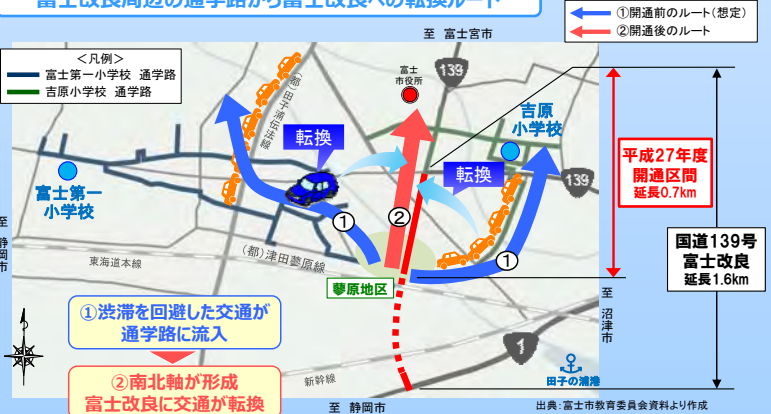 富士改良周辺の通学路から富士改良への転換ルート
①開通前のルート(想定)
②開通後のルート
至 富士宮市
<凡例>
富士第一小学校 通学路
吉原小学校 通学路
(都)田子浦伝法線
富士
市役所
139
吉原
小学校
転換
転換
139
平成27年度
開通区間
延長0.7km
富士第一
小学校
①
②
①
国道139号
富士改良
延長1.6km
至 静岡市
東海道本線
(都)津田蓼原線
蓼原地区
至 沼津市
①渋滞を回避した交通が
通学路に流入
1
②南北軸が形成
富士改良に交通が転換
新幹線
田子の浦港
至 静岡市
出典:富士市教育委員会資料より作成